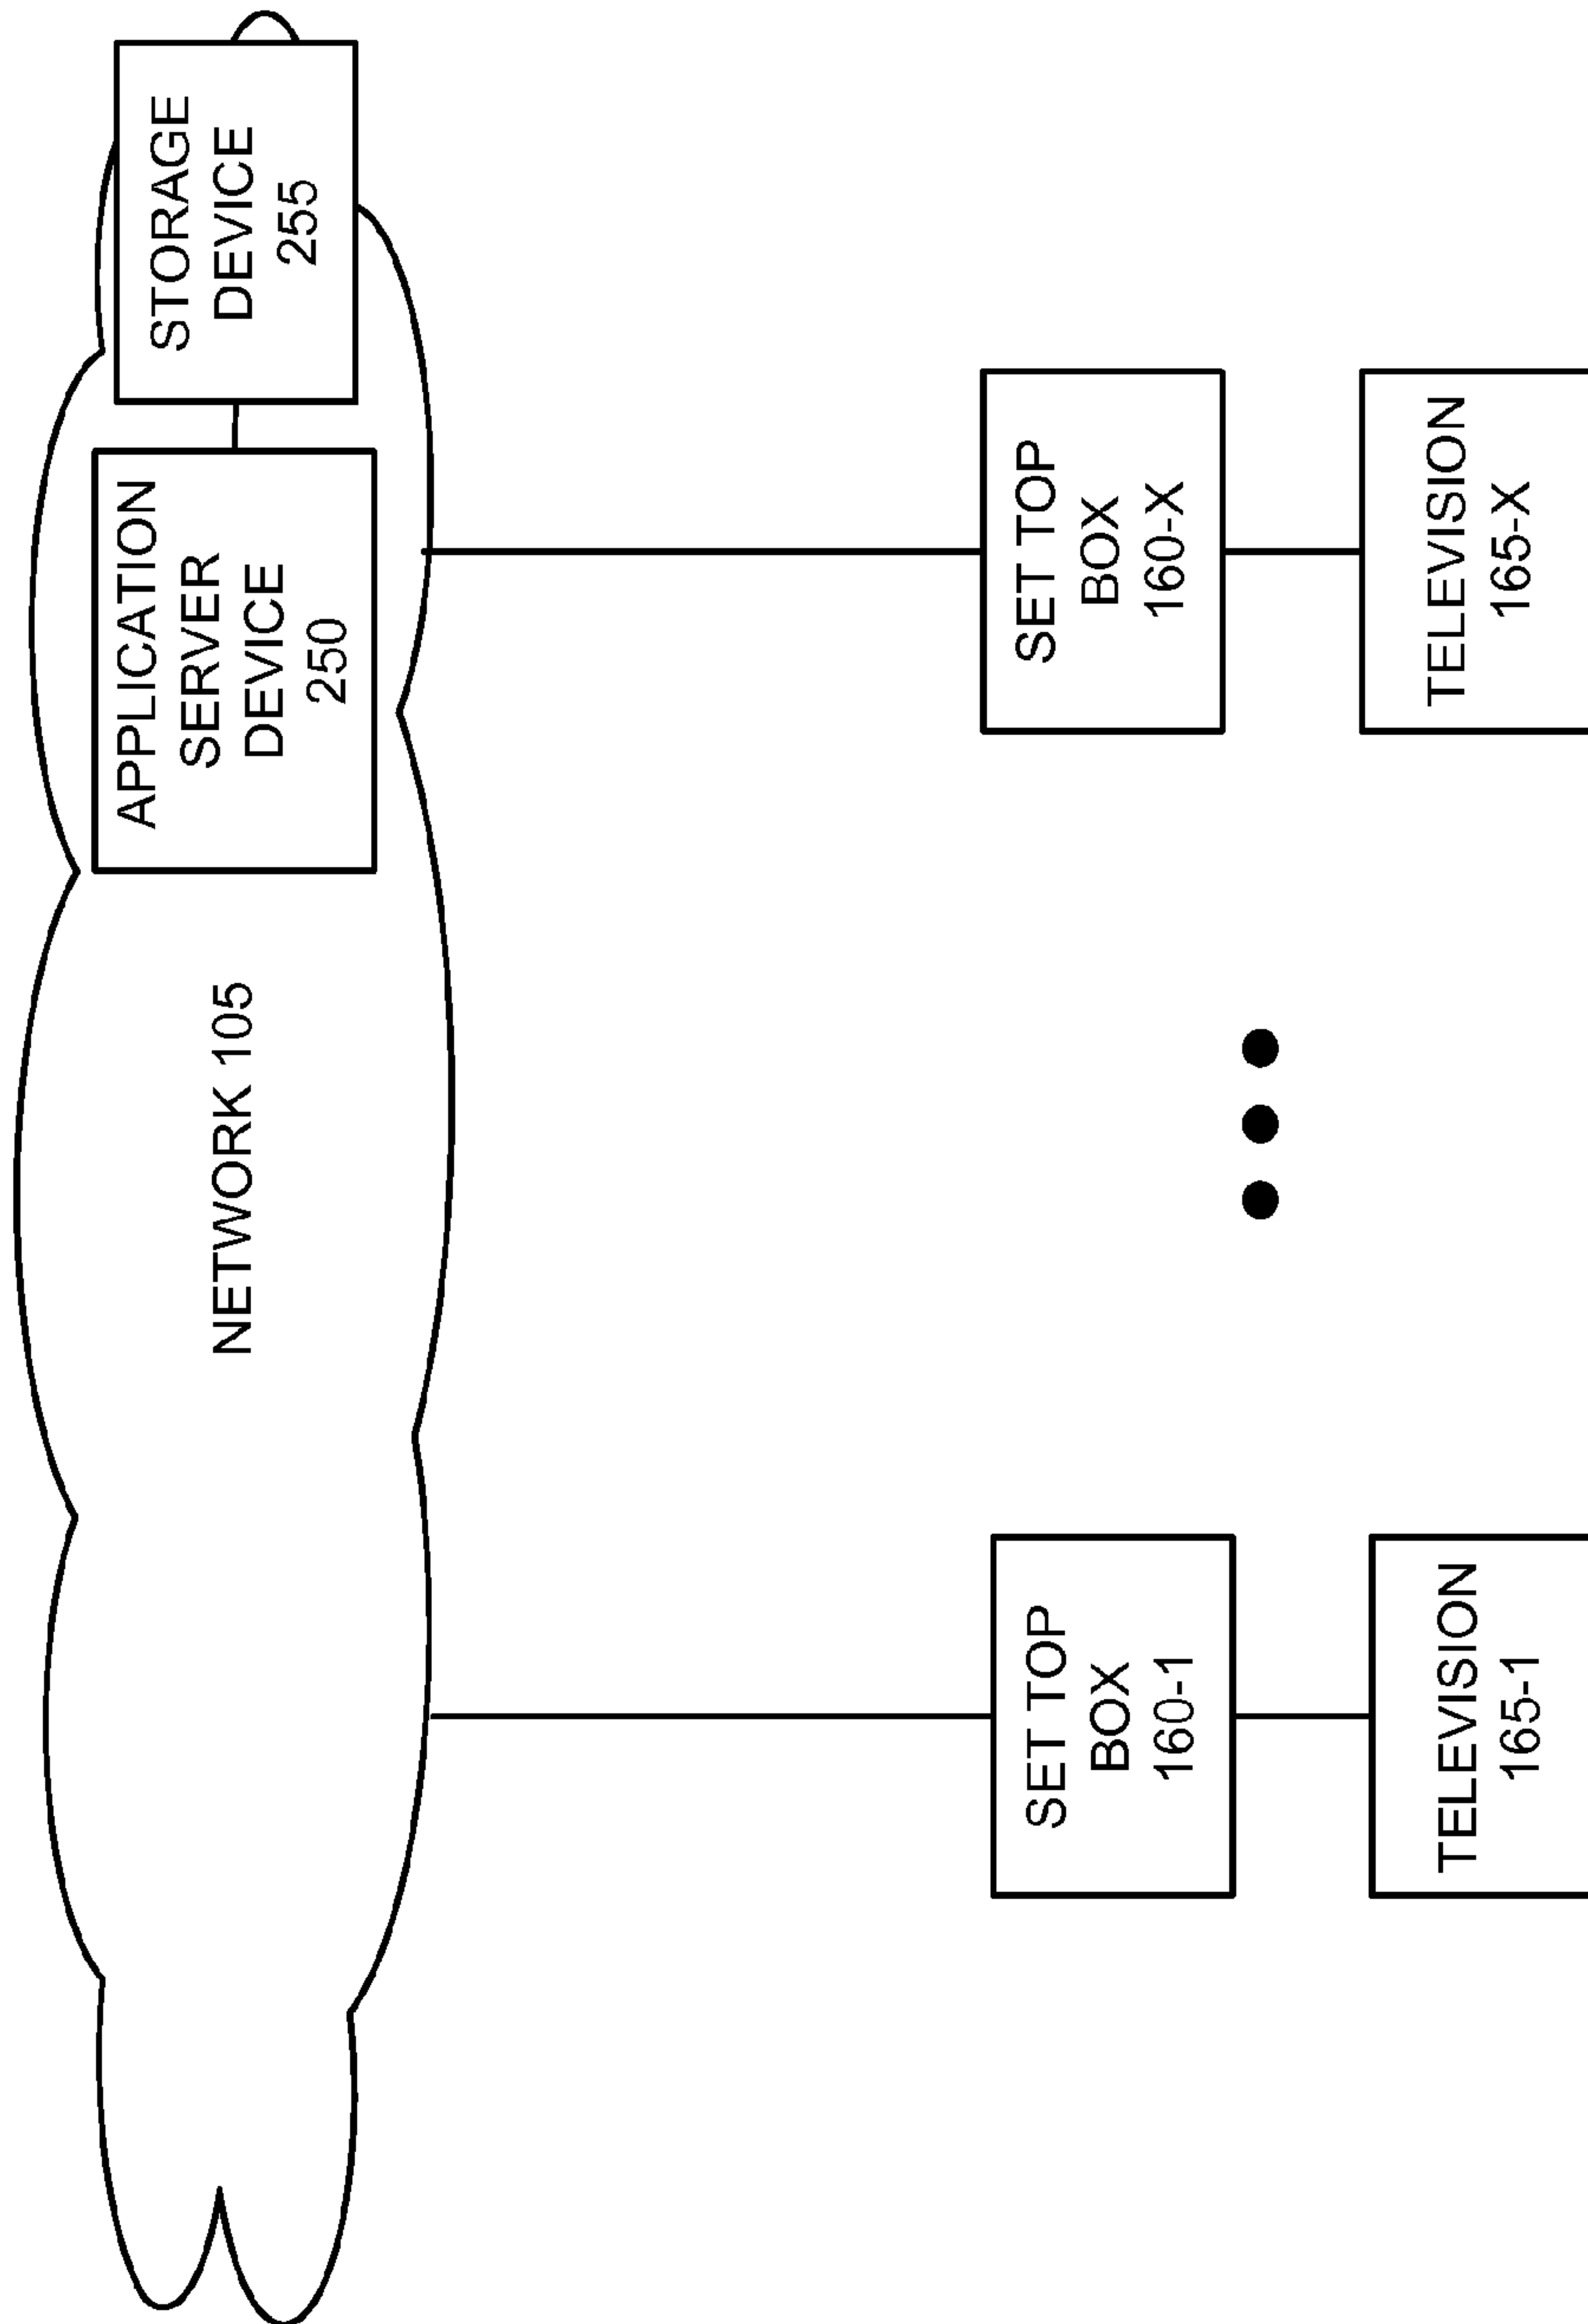 NETWORK 105
APPLICATION
SERVER
DEVICE
250
STORAGE
DEVICE
255
SET TOP
BOX
160-1
SET TOP
BOX
160-X
TELEVISION
165-1
TELEVISION
165-X